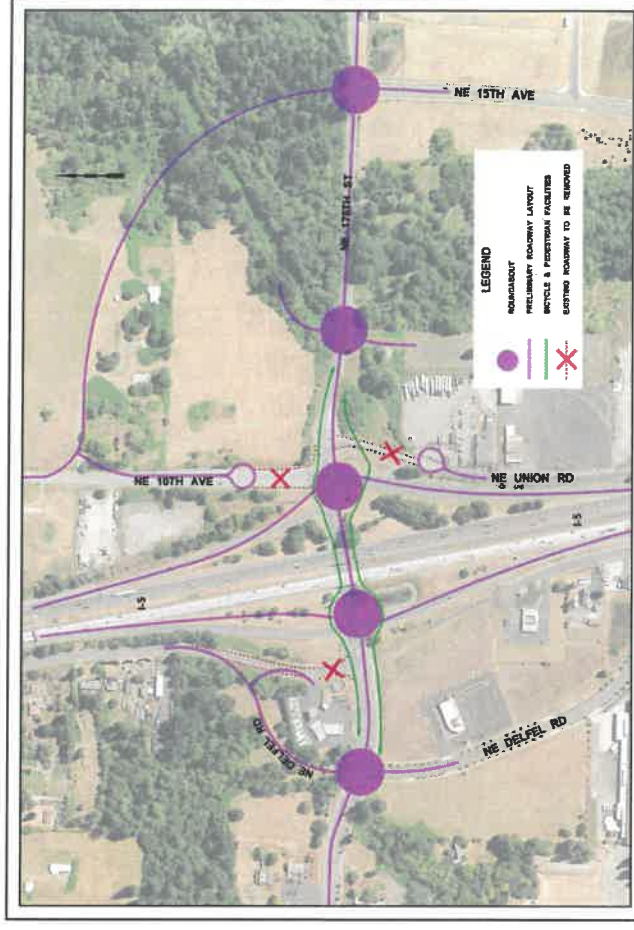 NE 15TH AVE
NE 179TH ST
NE 10TH AVE
NE UNION RD
I-5
I-5
NE DELFEL RD
NE DELFEL RD
LEGEND
ROUNDABOUT
PRELIMINARY ROADWAY LAYOUT
BICYCLE & PEDESTRIAN FACILITIES
EXISTING ROADWAY TO BE REMOVED